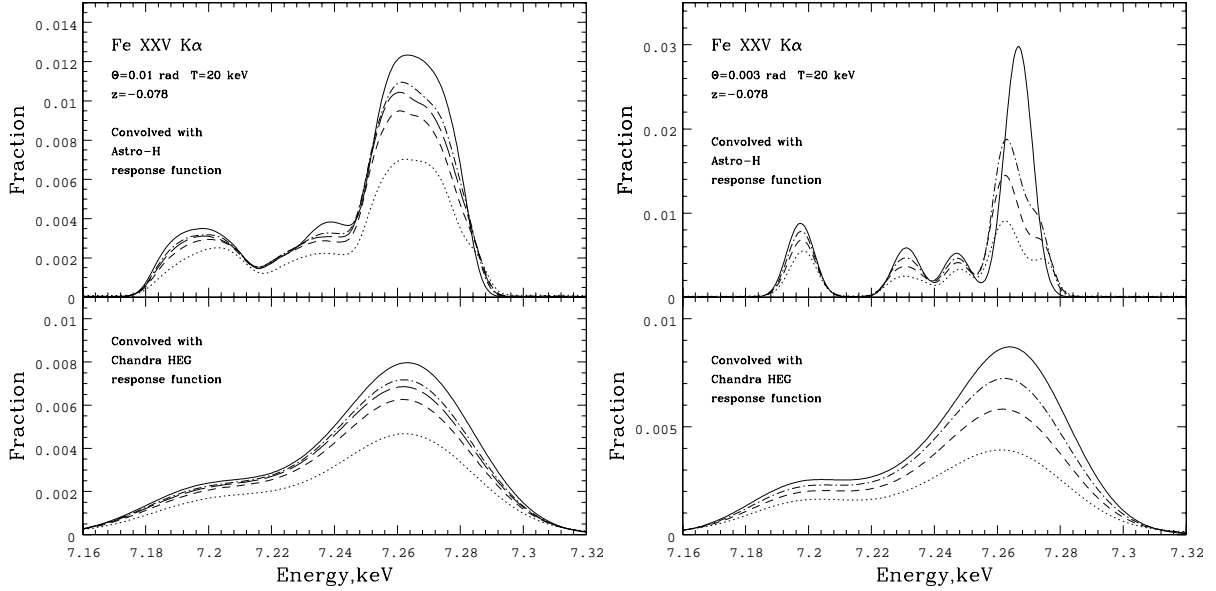 Fe XXV Kα
Θ=0.01 rad T=20 keV
z=−0.078
Convolved with
Astro−H
response function
Fraction
0.014
0.012
0.01
0.008
0.006
0.004
0.002
0
Convolved with
Chandra HEG
response function
Fraction
0.01
0.008
0.006
0.004
0.002
0
7.16 7.18 7.2 7.22 7.24 7.26 7.28 7.3 7.32
Energy,keV
Fe XXV Kα
Θ=0.003 rad T=20 keV
z=−0.078
Convolved with
Astro−H
response function
Fraction
0.03
0.02
0.01
0
Convolved with
Chandra HEG
response function
Fraction
0.01
0.005
0
7.16 7.18 7.2 7.22 7.24 7.26 7.28 7.3 7.32
Energy,keV